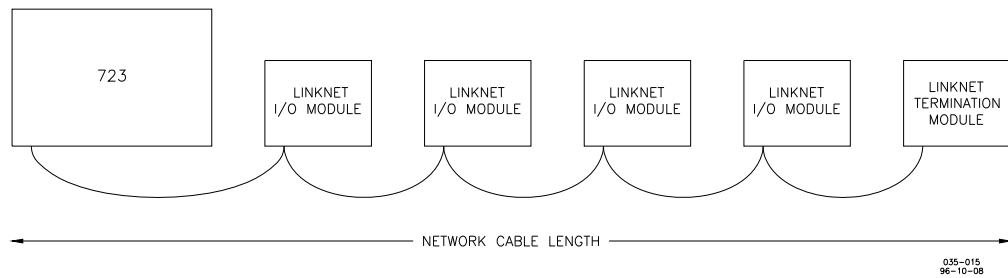 723
LINKNET
I/O MODULE
LINKNET
I/O MODULE
LINKNET
I/O MODULE
LINKNET
I/O MODULE
LINKNET
TERMINATION
MODULE
NETWORK CABLE LENGTH
035-015
96-10-08